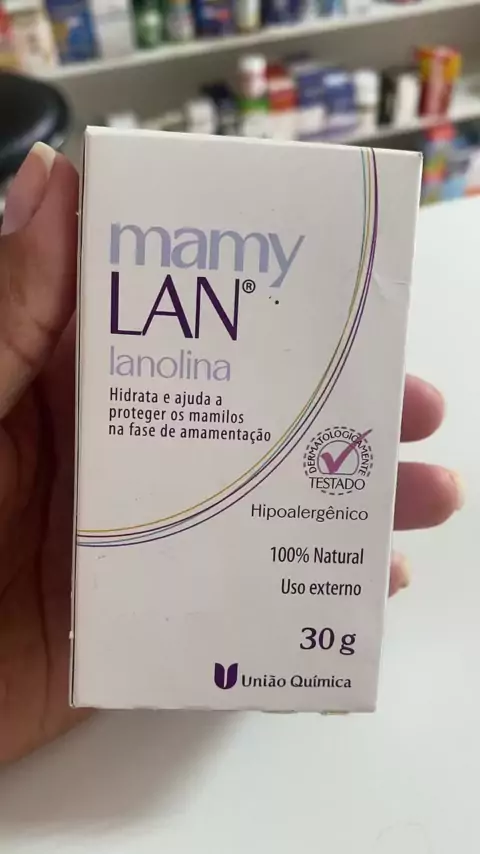 mamy
LAN®
lanolina
Hidrata e ajuda a
proteger os mamilos
na fase de amamentação
DERMATOLOGICAMENTE
TESTADO
Hipoalergênico
100% Natural
Uso externo
30 g
União Química